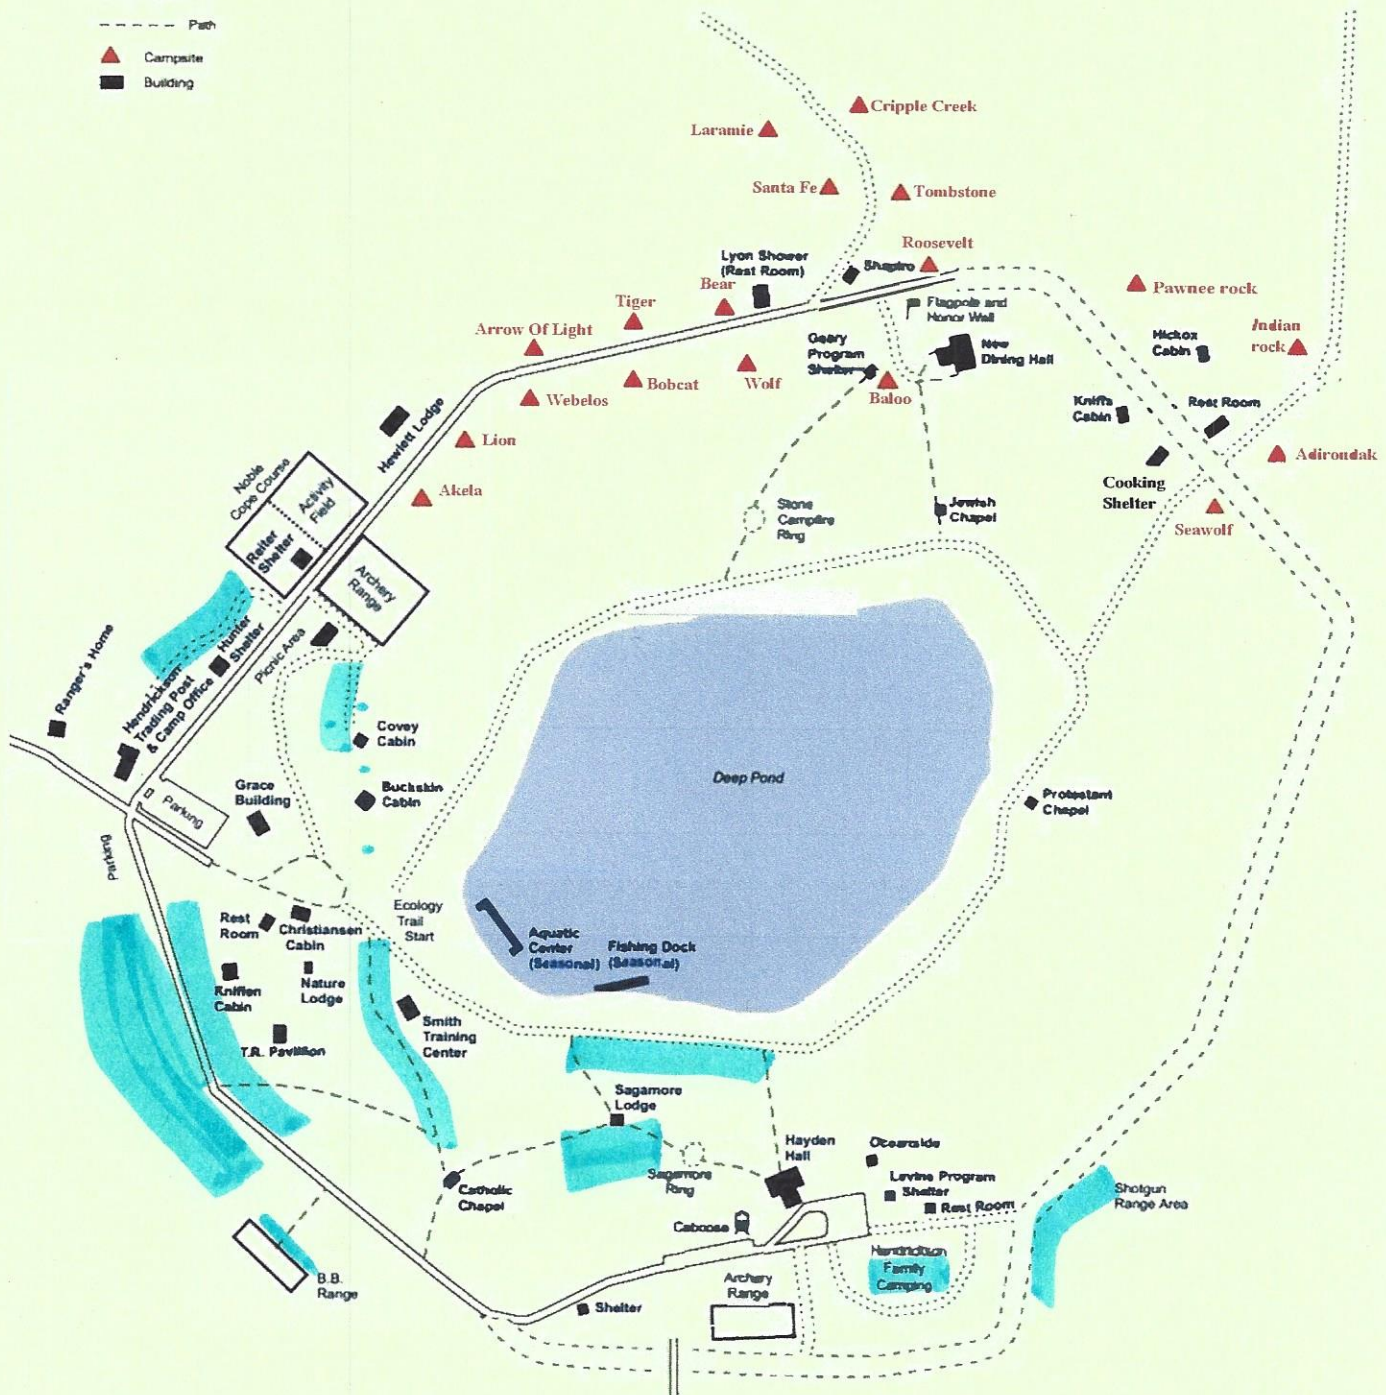 Path
Campsite
Building
Cripple Creek
Laramie
Santa Fe
Tombstone
Roosevelt
Lyon Shower
(Rest Room)
Shapiro
Bear
Tiger
Arrow Of Light
Flagpole and
Honor Wall
Pawnee rock
Indian
rock
Hickox
Cabin
Geary
Program
Shelter
New
Dining Hall
Wolf
Bobcat
Webelos
Baloo
Kniffs
Cabin
Rest Room
Hewlett Lodge
Lion
Adirondak
Akela
Cooking
Shelter
Seawolf
Noble
Cope Course
Activity
Field
Reiter
Shelter
Archery
Range
Stone
Campfire
Ring
Jewish
Chapel
Hunter
Shelter
Picnic Area
Ranger's Home
Hendrickson
Trading Post
& Camp Office
Covey
Cabin
Buckskin
Cabin
Grace
Building
Parking
Parking
Deep Pond
Protestant
Chapel
Ecology
Trail
Start
Rest
Room
Christiansen
Cabin
Aquatic
Center
(Seasonal)
Fishing Dock
(Seasonal)
Kniffen
Cabin
Nature
Lodge
Smith
Training
Center
T.R. Pavillion
Sagamore
Lodge
Hayden
Hall
Oceanside
Levine Program
Shelter
Rest Room
Shotgun
Range Area
Sagamore
Ring
Catholic
Chapel
Caboose
Hendrickson
Family
Camping
B.B.
Range
Archery
Range
Shelter